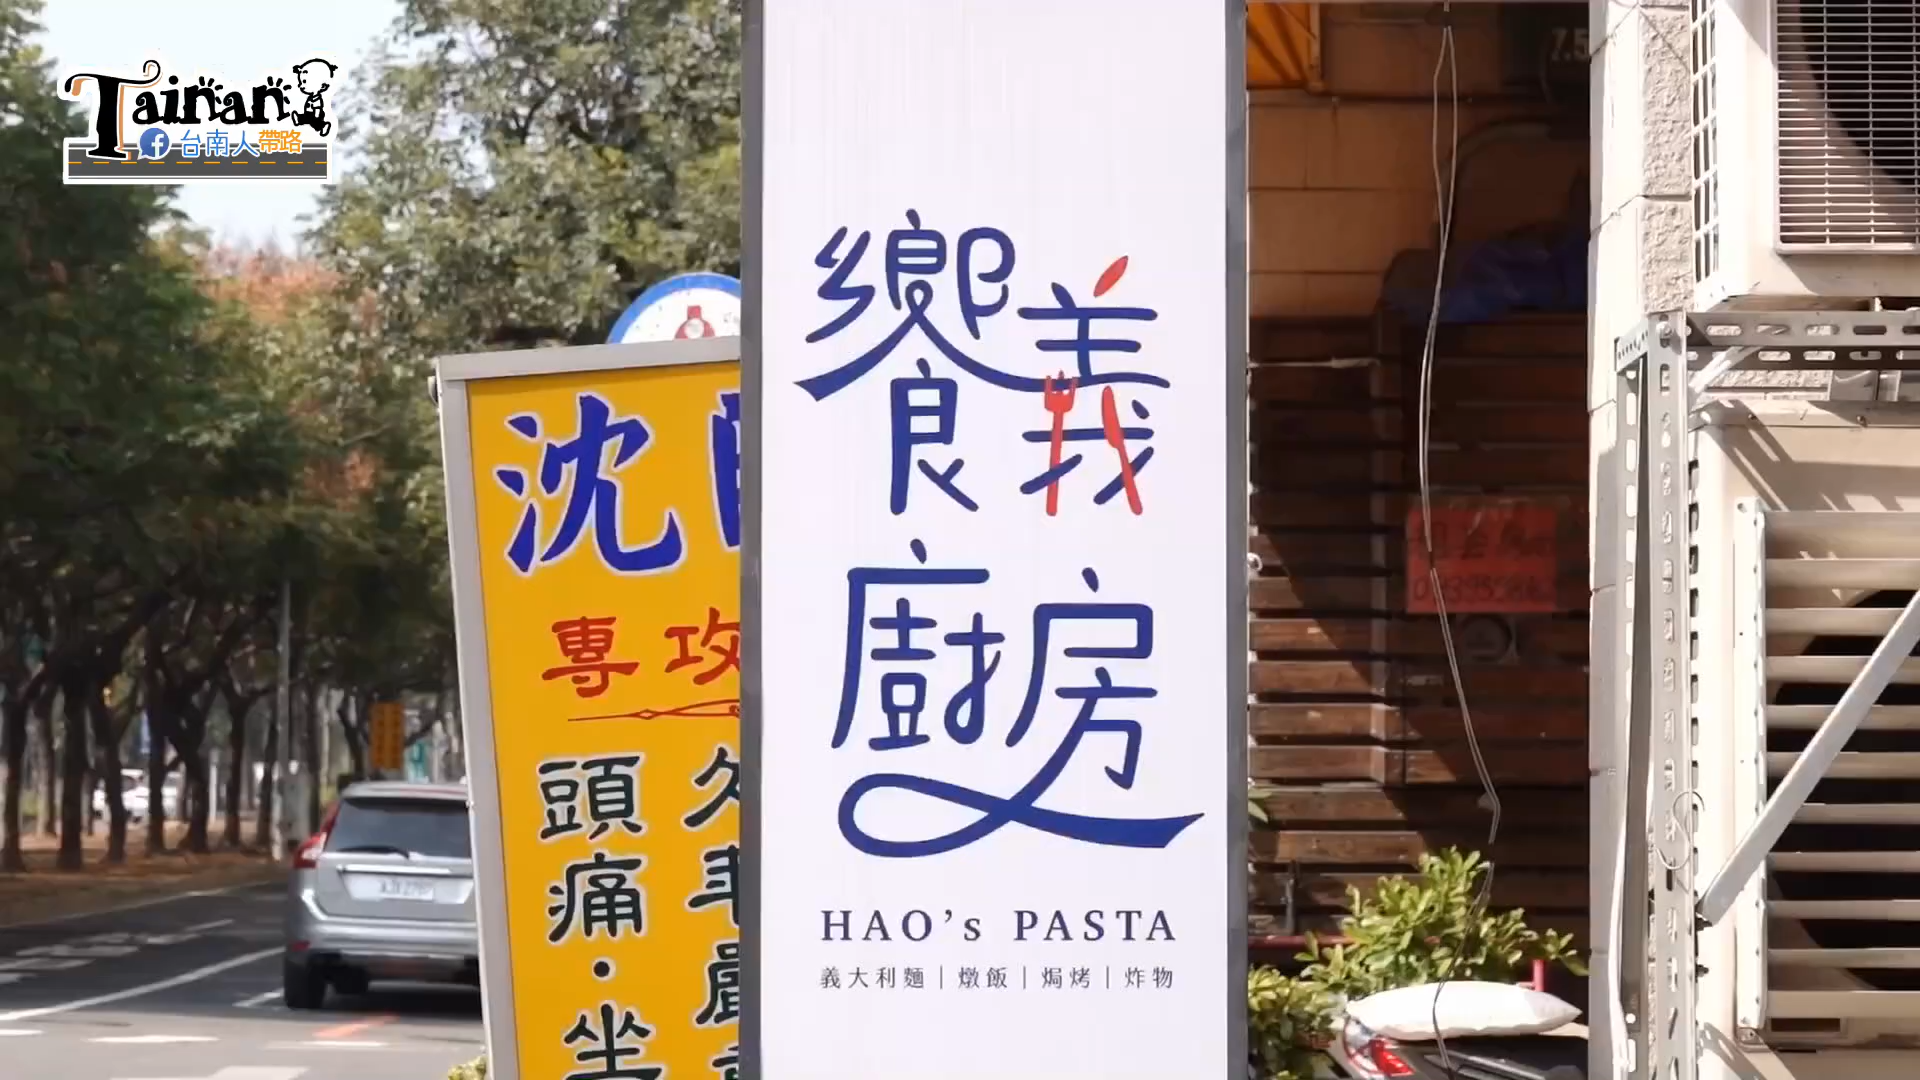 Tainan
台南人帶路
饗義
廚房
HAO's PASTA
義大利麵|燉飯|焗烤|炸物
沈
專攻
頭痛・坐